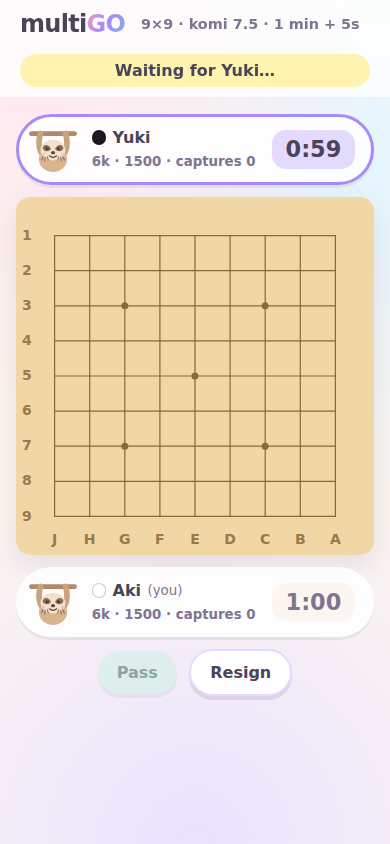 multiGO 9×9 · komi 7.5 · 1 min + 5s
Waiting for Yuki…
Yuki
6k · 1500 · captures 0
0:59
1
2
3
4
5
6
7
8
9
J H G F E D C B A
Aki (you)
6k · 1500 · captures 0
1:00
Pass
Resign